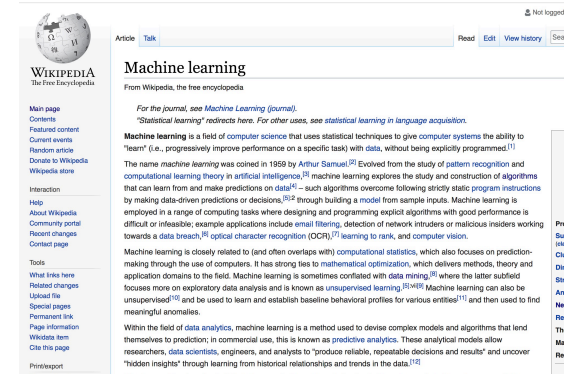 Not logged
Article Talk
Read Edit View history Sea
WIKIPEDIA
The Free Encyclopedia
Main page
Contents
Featured content
Current events
Random article
Donate to Wikipedia
Wikipedia store
Interaction
Help
About Wikipedia
Community portal
Recent changes
Contact page
Tools
What links here
Related changes
Upload file
Special pages
Permanent link
Page information
Wikidata item
Cite this page
Print/export
Machine learning
From Wikipedia, the free encyclopedia
For the journal, see Machine Learning (journal).
"Statistical learning" redirects here. For other uses, see statistical learning in language acquisition.
Machine learning is a field of computer science that uses statistical techniques to give computer systems the ability to
"learn" (i.e., progressively improve performance on a specific task) with data, without being explicitly programmed.[1]
The name machine learning was coined in 1959 by Arthur Samuel.[2] Evolved from the study of pattern recognition and
computational learning theory in artificial intelligence,[3] machine learning explores the study and construction of algorithms
that can learn from and make predictions on data[4] – such algorithms overcome following strictly static program instructions
by making data-driven predictions or decisions,[5]:2 through building a model from sample inputs. Machine learning is
employed in a range of computing tasks where designing and programming explicit algorithms with good performance is
difficult or infeasible; example applications include email filtering, detection of network intruders or malicious insiders working
towards a data breach,[6] optical character recognition (OCR),[7] learning to rank, and computer vision.
Machine learning is closely related to (and often overlaps with) computational statistics, which also focuses on prediction-
making through the use of computers. It has strong ties to mathematical optimization, which delivers methods, theory and
application domains to the field. Machine learning is sometimes conflated with data mining,[8] where the latter subfield
focuses more on exploratory data analysis and is known as unsupervised learning.[5]:vii[9] Machine learning can also be
unsupervised[10] and be used to learn and establish baseline behavioral profiles for various entities[11] and then used to find
meaningful anomalies.
Within the field of data analytics, machine learning is a method used to devise complex models and algorithms that lend
themselves to prediction; in commercial use, this is known as predictive analytics. These analytical models allow
researchers, data scientists, engineers, and analysts to "produce reliable, repeatable decisions and results" and uncover
"hidden insights" through learning from historical relationships and trends in the data.[12]